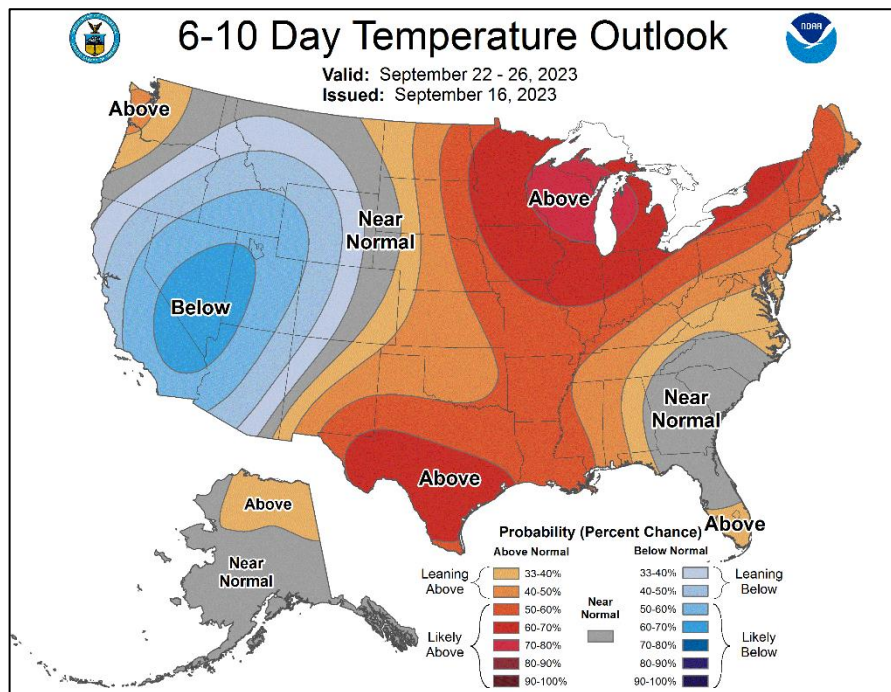 6-10 Day Temperature Outlook
Valid: September 22 - 26, 2023
Issued: September 16, 2023
NOAA
Above
Near
Normal
Above
Below
Near
Normal
Above
Above
Above
Near
Normal
Probability (Percent Chance)
Above Normal
Below Normal
Leaning
Above
33-40%
40-50%
Likely
Above
50-60%
60-70%
70-80%
80-90%
90-100%
Near
Normal
33-40%
40-50%
Leaning
Below
50-60%
60-70%
70-80%
80-90%
90-100%
Likely
Below